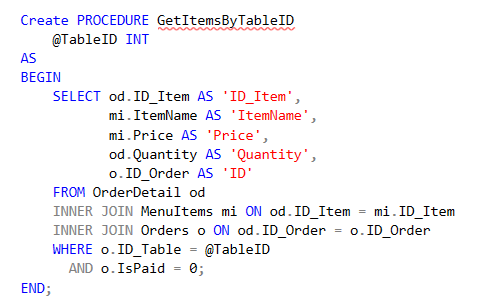 Create PROCEDURE GetItemsByTableID
    @TableID INT
AS
BEGIN
    SELECT od.ID_Item AS 'ID_Item',
           mi.ItemName AS 'ItemName',
           mi.Price AS 'Price',
           od.Quantity AS 'Quantity',
           o.ID_Order AS 'ID'
    FROM OrderDetail od
    INNER JOIN MenuItems mi ON od.ID_Item = mi.ID_Item
    INNER JOIN Orders o ON od.ID_Order = o.ID_Order
    WHERE o.ID_Table = @TableID
      AND o.IsPaid = 0;
END;